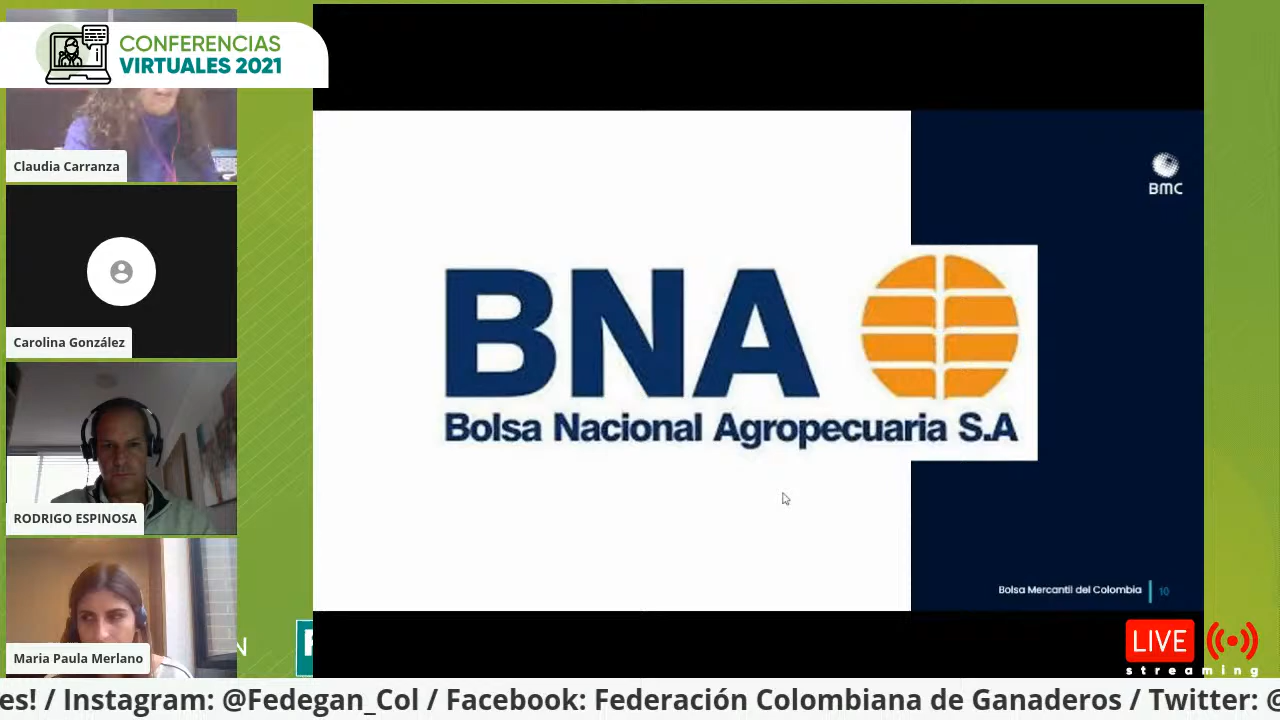 CONFERENCIAS
VIRTUALES 2021
Claudia Carranza
Carolina González
RODRIGO ESPINOSA
Maria Paula Merlano
BMC
BNA
Bolsa Nacional Agropecuaria S.A
Bolsa Mercantil del Colombia
10
N
F
LIVE
streaming
es! / Instagram: @Fedegan_Col / Facebook: Federación Colombiana de Ganaderos / Twitter: @